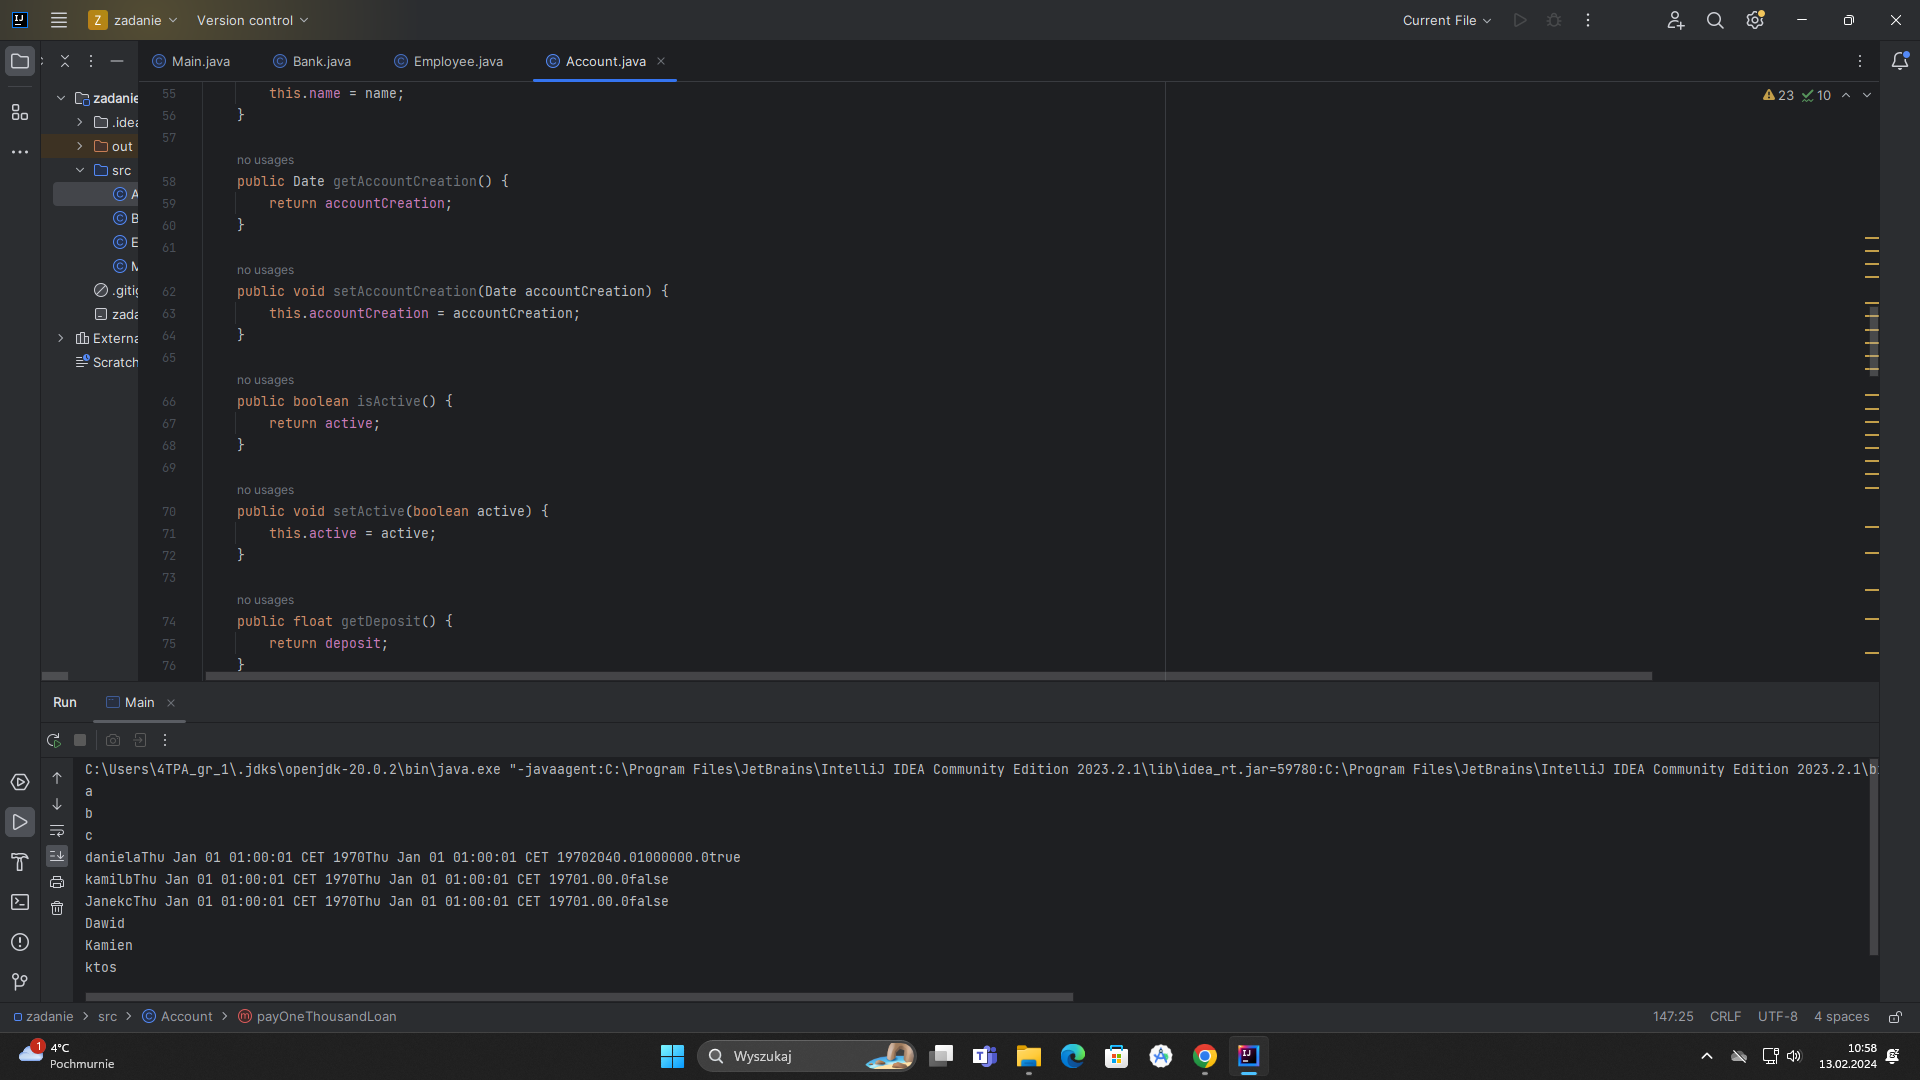 Z zadanie Version control Current File
Main.java Bank.java Employee.java Account.java
23 10
zadanie
.idea
out
src
A
B
E
M
.gitig
zada
Externa
Scratch
55 this.name = name;
56 }
57
no usages
58 public Date getAccountCreation() {
59 return accountCreation;
60 }
61
no usages
62 public void setAccountCreation(Date accountCreation) {
63 this.accountCreation = accountCreation;
64 }
65
no usages
66 public boolean isActive() {
67 return active;
68 }
69
no usages
70 public void setActive(boolean active) {
71 this.active = active;
72 }
73
no usages
74 public float getDeposit() {
75 return deposit;
76 }
Run Main
C:\Users\4TPA_gr_1\.jdks\openjdk-20.0.2\bin\java.exe "-javaagent:C:\Program Files\JetBrains\IntelliJ IDEA Community Edition 2023.2.1\lib\idea_rt.jar=59780:C:\Program Files\JetBrains\IntelliJ IDEA Community Edition 2023.2.1\b
a
b
c
danielaThu Jan 01 01:00:01 CET 1970Thu Jan 01 01:00:01 CET 19702040.01000000.0true
kamilbThu Jan 01 01:00:01 CET 1970Thu Jan 01 01:00:01 CET 19701.00.0false
JanekcThu Jan 01 01:00:01 CET 1970Thu Jan 01 01:00:01 CET 19701.00.0false
Dawid
Kamien
ktos
zadanie > src > Account > payOneThousandLoan 147:25 CRLF UTF-8 4 spaces
1 4°C
Pochmurnie
Wyszukaj
10:58
13.02.2024